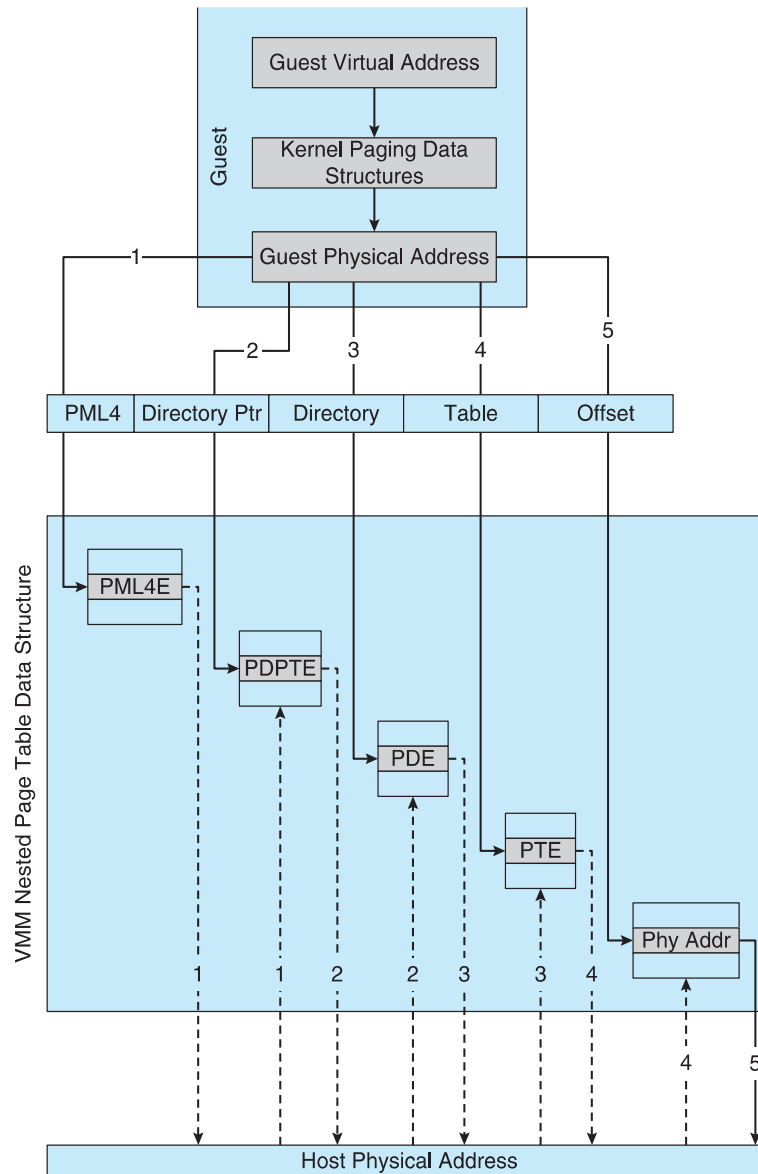 Guest Virtual Address
Guest
Kernel Paging Data
Structures
Guest Physical Address
1
2
3
4
5
PML4
Directory Ptr
Directory
Table
Offset
VMM Nested Page Table Data Structure
PML4E
PDPTE
PDE
PTE
Phy Addr
1
1
2
2
3
3
4
4
5
Host Physical Address